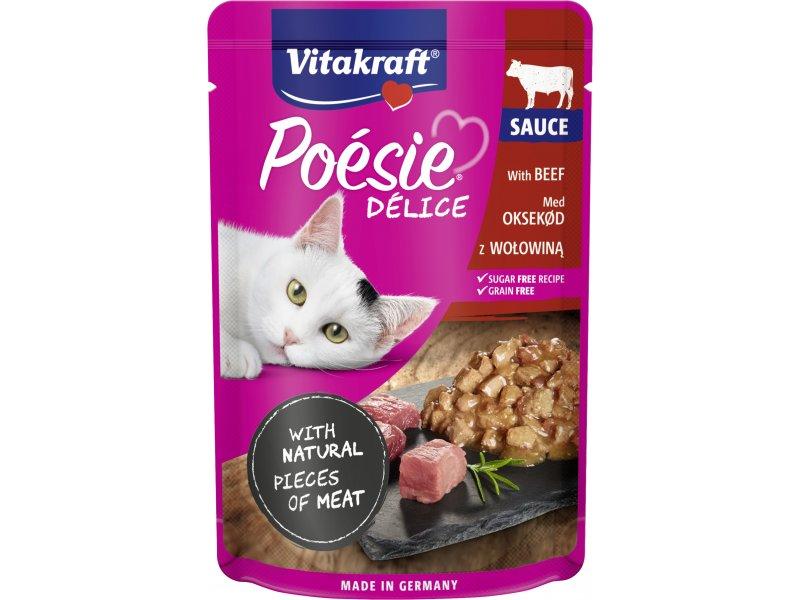 Vitakraft®
Poésie®
DÉLICE
SAUCE
With BEEF
Med
OKSEKØD
z WOŁOWINĄ
✓ SUGAR FREE RECIPE
✓ GRAIN FREE
WITH
NATURAL
PIECES
OF MEAT
MADE IN GERMANY